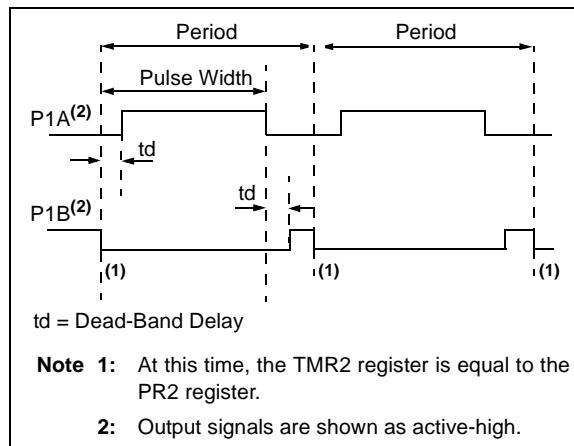 Period Period
Pulse Width
P1A(2)
td
td
P1B(2)
(1) (1) (1)
td = Dead-Band Delay
Note 1: At this time, the TMR2 register is equal to the
PR2 register.
2: Output signals are shown as active-high.